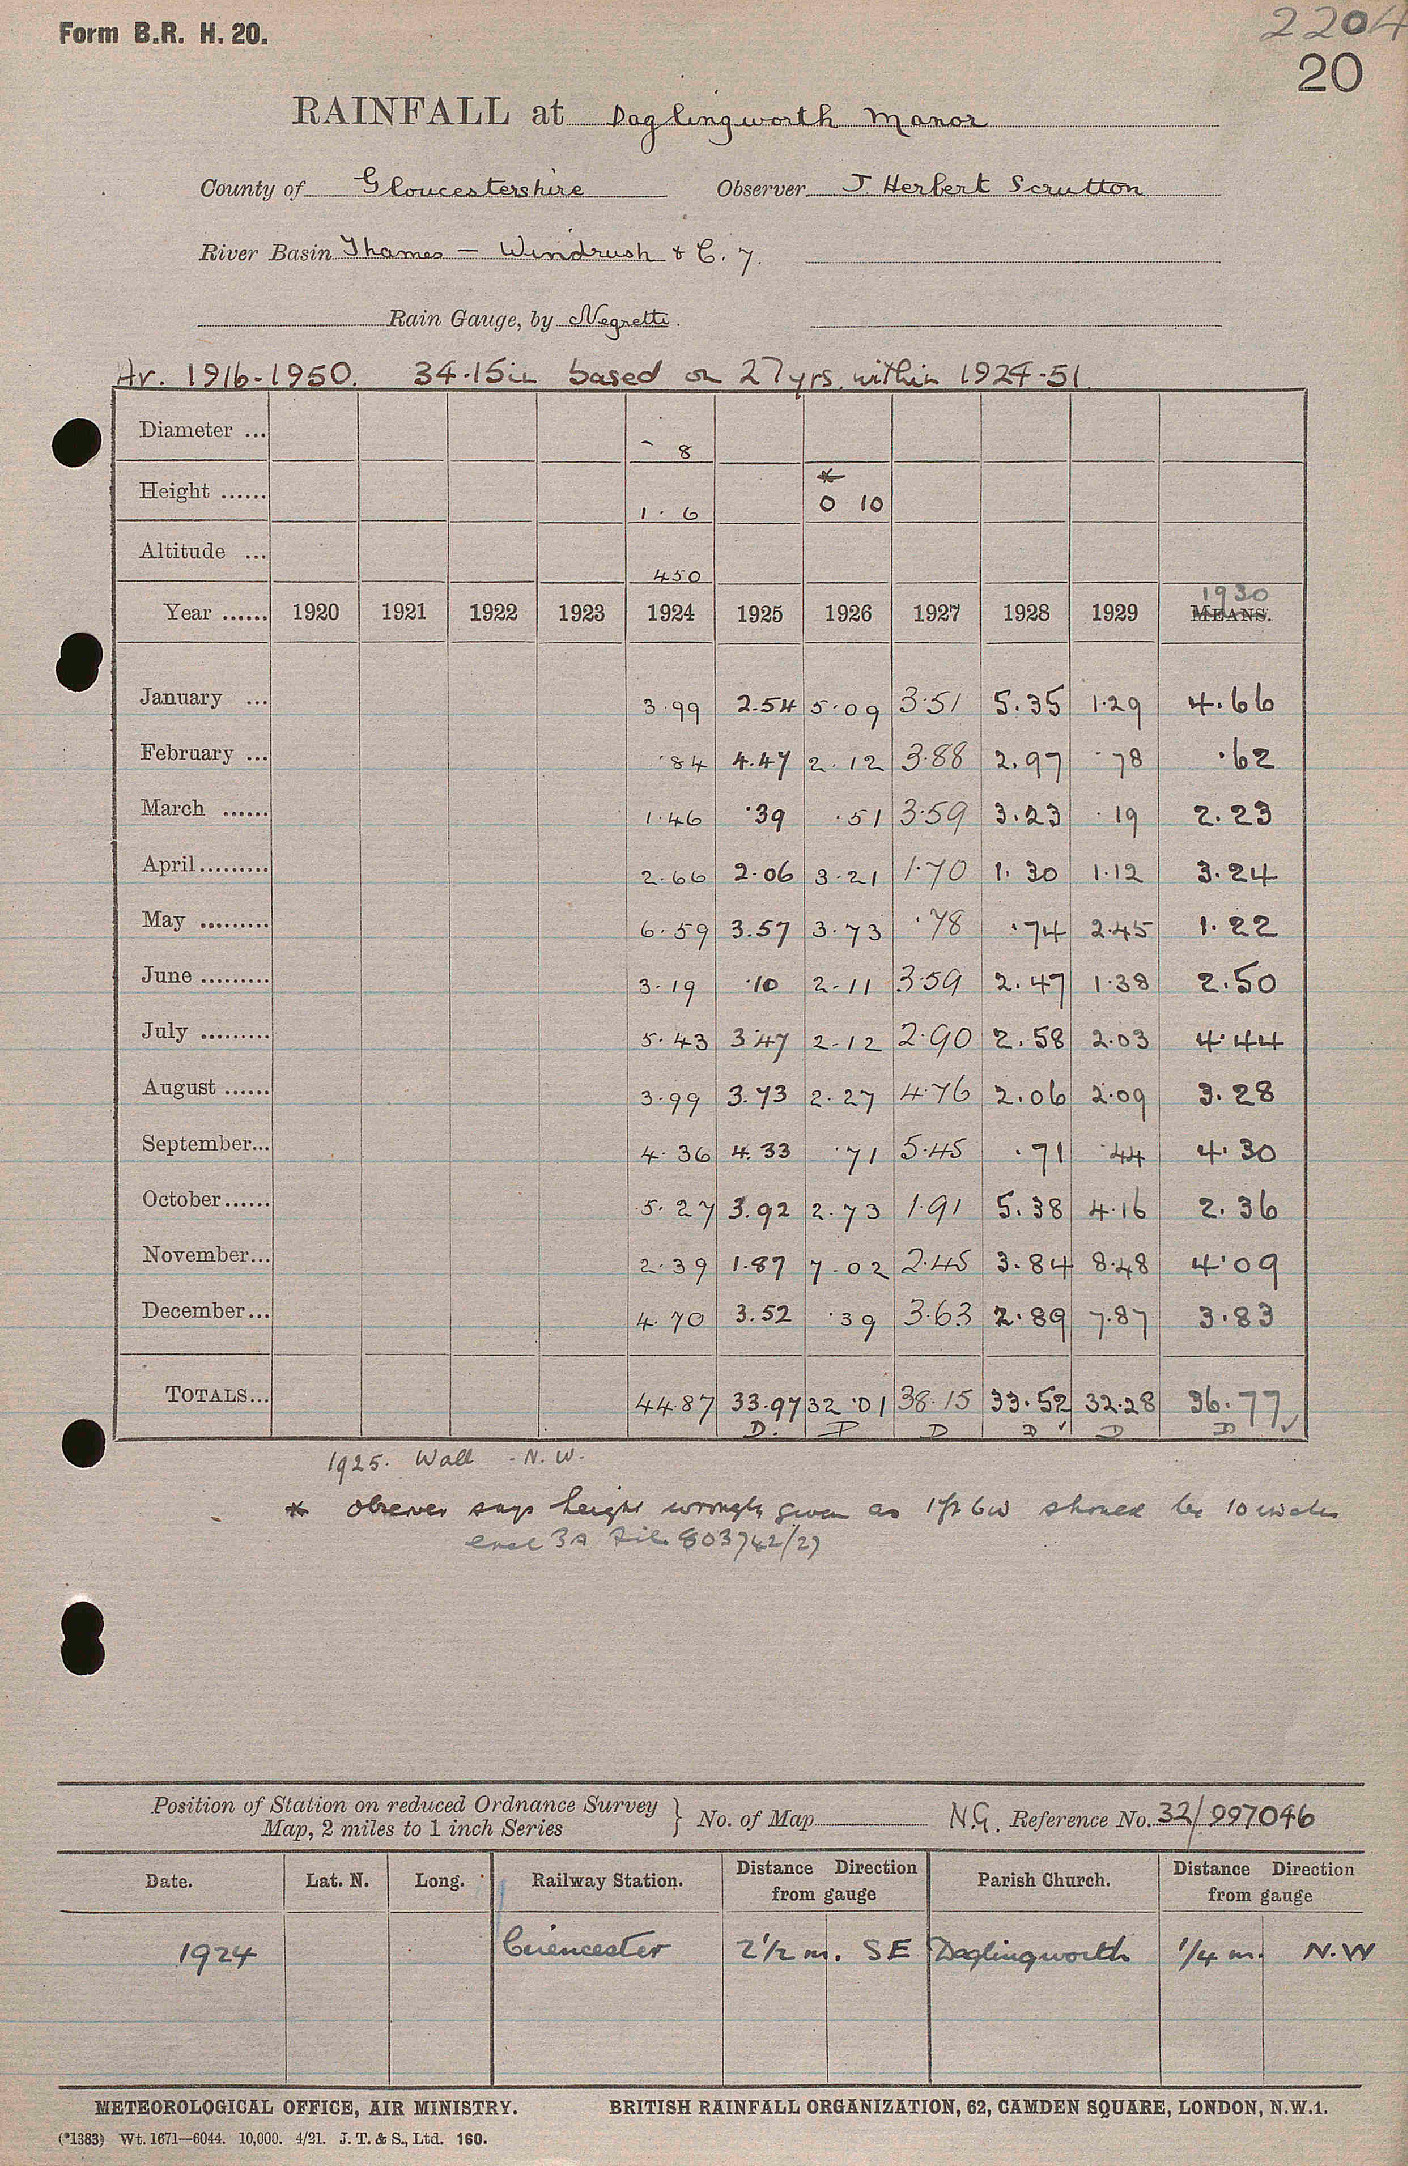 Form B.R. H. 20.
2204
20
RAINFALL at Daglingworth Manor
County of Gloucestershire Observer J. Herbert Scrutton
River Basin Thames — Windrush & C. 7.
Rain Gauge, by Negretti.
Av. 1916-1950. 34.15in based on 27 yrs. within 1924-51.
Diameter ... 8
Height ...... 1. 6 * 0 10
Altitude ... 450
1930
Year ...... 1920 1921 1922 1923 1924 1925 1926 1927 1928 1929 MEANS.
January ... 3.99 2.54 5.09 3.51 5.35 1.29 4.66
February ... .84 4.47 2.12 3.88 2.97 .78 .62
March ...... 1.46 .39 .51 3.59 3.23 .19 2.23
April ......... 2.66 2.06 3.21 1.70 1.30 1.12 3.24
May ......... 6.59 3.57 3.73 .78 .74 2.45 1.22
June ......... 3.19 .10 2.11 3.59 2.47 1.38 2.50
July ......... 5.43 3.47 2.12 2.90 2.58 2.03 4.44
August ...... 3.99 3.73 2.27 4.76 2.06 2.09 3.28
September... 4.36 4.33 .71 5.45 .71 .44 4.30
October...... 5.27 3.92 2.73 1.91 5.38 4.16 2.36
November... 2.39 1.87 7.02 2.45 3.84 8.48 4.09
December... 4.70 3.52 .39 3.63 2.89 7.87 3.83
TOTALS... 44.87 33.97 32.01 38.15 33.52 32.28 36.77 ✓
D. D D D ✓ D D
1925. Wall - N.W.
* Observer says height wrongly given as 1ft 6in should be 10 inches
encl 3A File 803742/27
Position of Station on reduced Ordnance Survey
Map, 2 miles to 1 inch Series } No. of Map N.G. Reference No. 32/997046
Date. Lat. N. Long. Railway Station. Distance Direction from gauge Parish Church. Distance Direction from gauge
1924 Cirencester 2 1/2 m. SE Daglingworth 1/4 m. N.W
METEOROLOGICAL OFFICE, AIR MINISTRY. BRITISH RAINFALL ORGANIZATION, 62, CAMDEN SQUARE, LONDON, N.W.1.
(*1383) Wt. 1671—6044. 10,000. 4/21. J. T. & S., Ltd. 160.